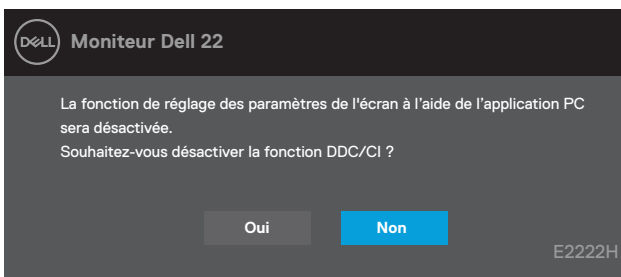 DELL
Moniteur Dell 22
La fonction de réglage des paramètres de l'écran à l’aide de l’application PC
sera désactivée.
Souhaitez-vous désactiver la fonction DDC/CI ?
Oui
Non
E2222H